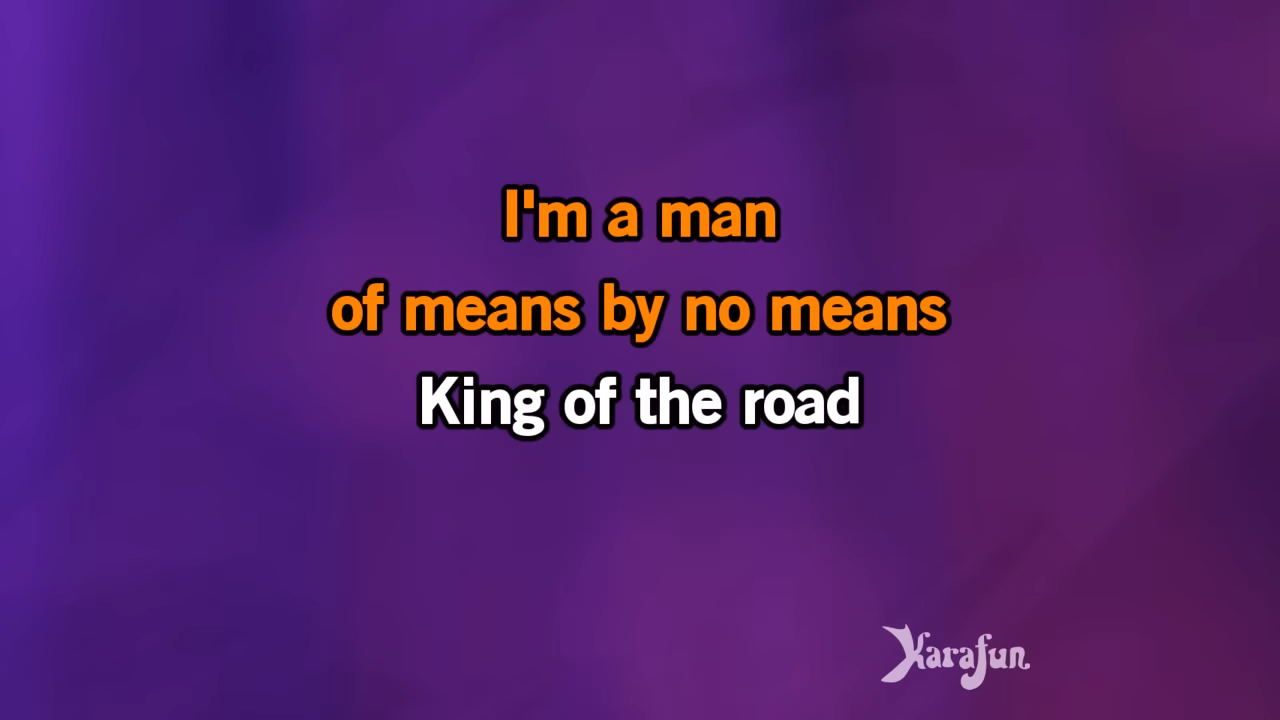 I'm a man
of means by no means
King of the road
Karafun